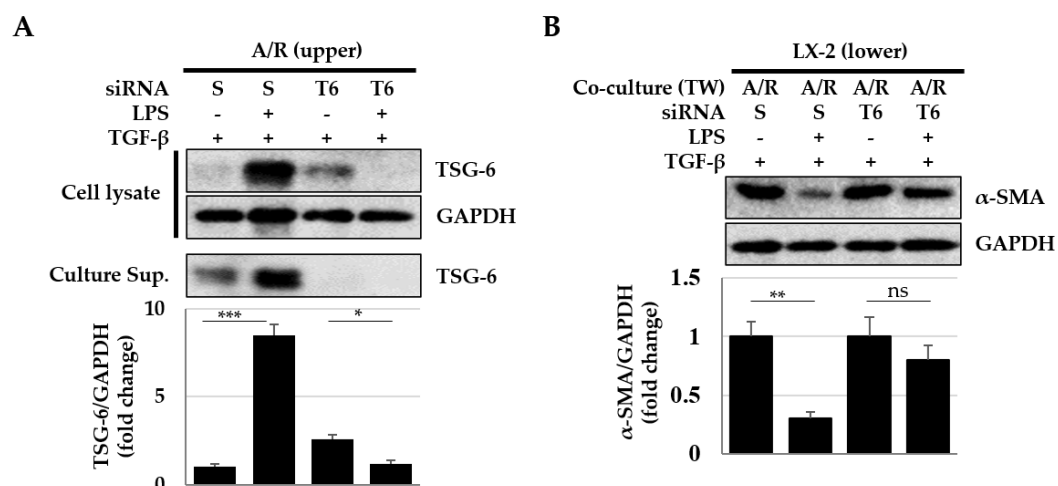 A
A/R (upper)
siRNA S S T6 T6
LPS - + - +
TGF-β + + + +
Cell lysate
TSG-6
GAPDH
Culture Sup. TSG-6
TSG-6/GAPDH
(fold change)
10
5
0
*** *
B
LX-2 (lower)
Co-culture (TW) A/R A/R A/R A/R
siRNA S S T6 T6
LPS - + - +
TGF-β + + + +
α-SMA
GAPDH
α-SMA/GAPDH
(fold change)
1.5
1
0.5
0
** ns